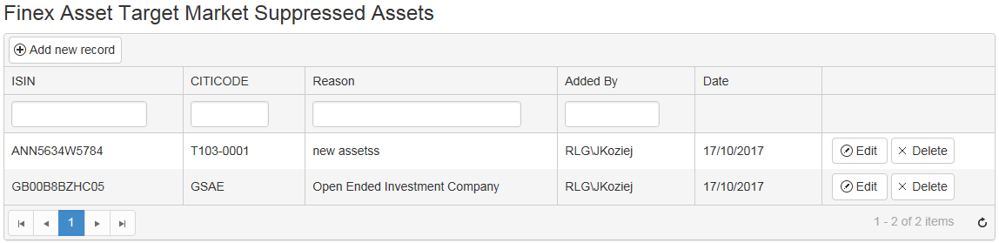 Finex Asset Target Market Suppressed Assets
Add new record
ISIN CITICODE Reason Added By Date
ANN5634W5784 T103-0001 new assetss RLG\JKoziej 17/10/2017 Edit Delete
GB00B8BZHC05 GSAE Open Ended Investment Company RLG\JKoziej 17/10/2017 Edit Delete
1 1 - 2 of 2 items